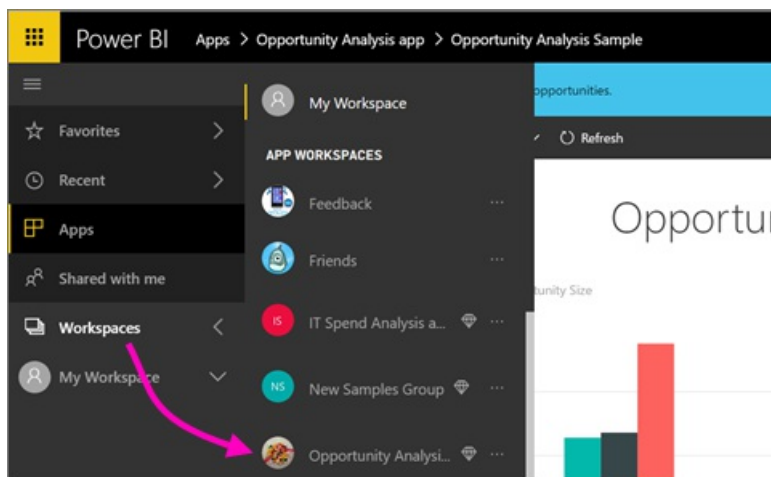 Power BI Apps > Opportunity Analysis app > Opportunity Analysis Sample
Favorites
Recent
Apps
Shared with me
Workspaces
My Workspace
My Workspace
APP WORKSPACES
Feedback
Friends
IS IT Spend Analysis a...
NS New Samples Group
Opportunity Analysi...
opportunities.
Refresh
Opportu
tunity Size